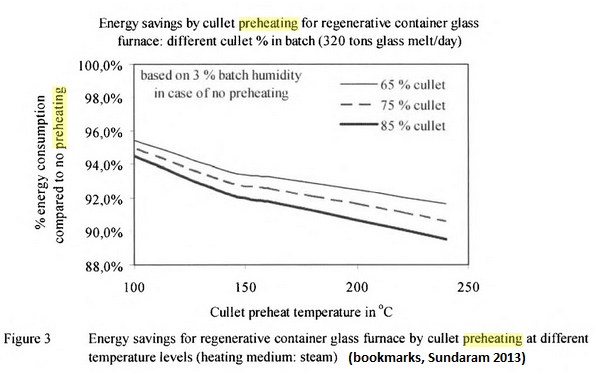 Energy savings by cullet preheating for regenerative container glass
furnace: different cullet % in batch (320 tons glass melt/day)
100,0%
98,0%
96,0%
94,0%
92,0%
90,0%
88,0%
% energy consumption
compared to no preheating
based on 3 % batch humidity
in case of no preheating
65 % cullet
75 % cullet
85 % cullet
100
150
200
250
Cullet preheat temperature in °C
Figure 3 Energy savings for regenerative container glass furnace by cullet preheating at different
temperature levels (heating medium: steam) (bookmarks, Sundaram 2013)